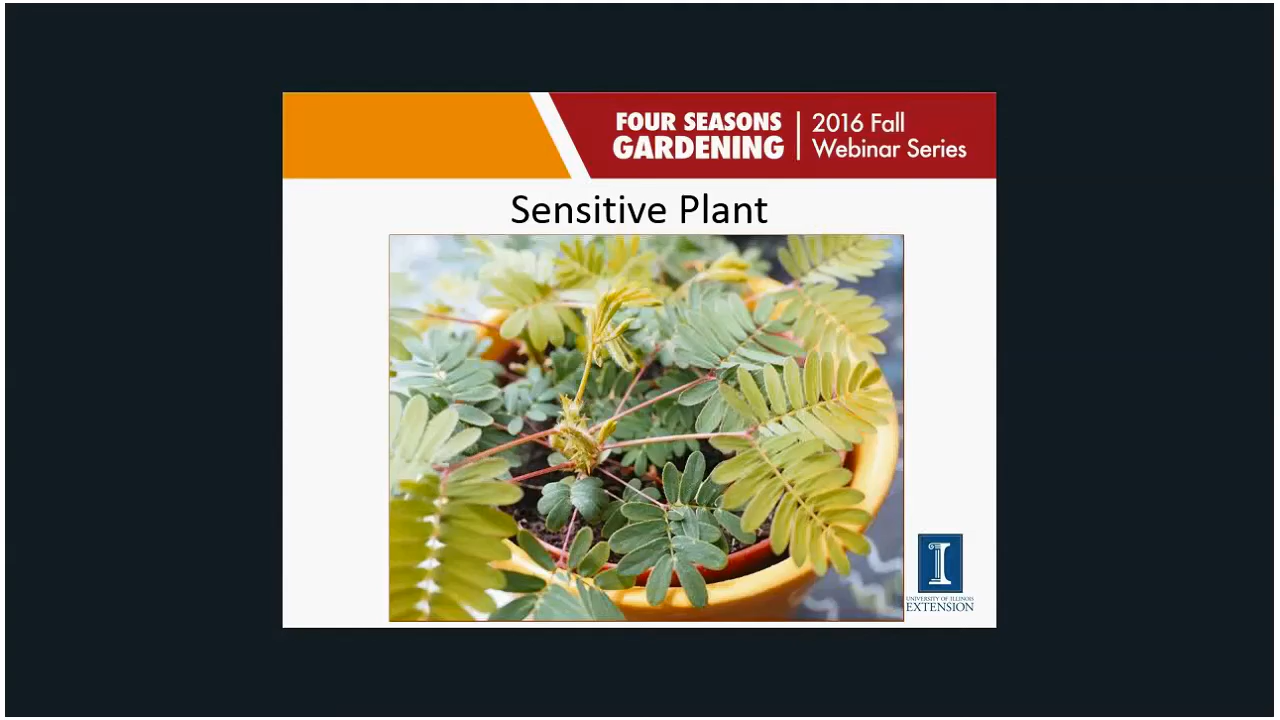 FOUR SEASONS
GARDENING
2016 Fall
Webinar Series
Sensitive Plant
I
UNIVERSITY OF ILLINOIS
EXTENSION